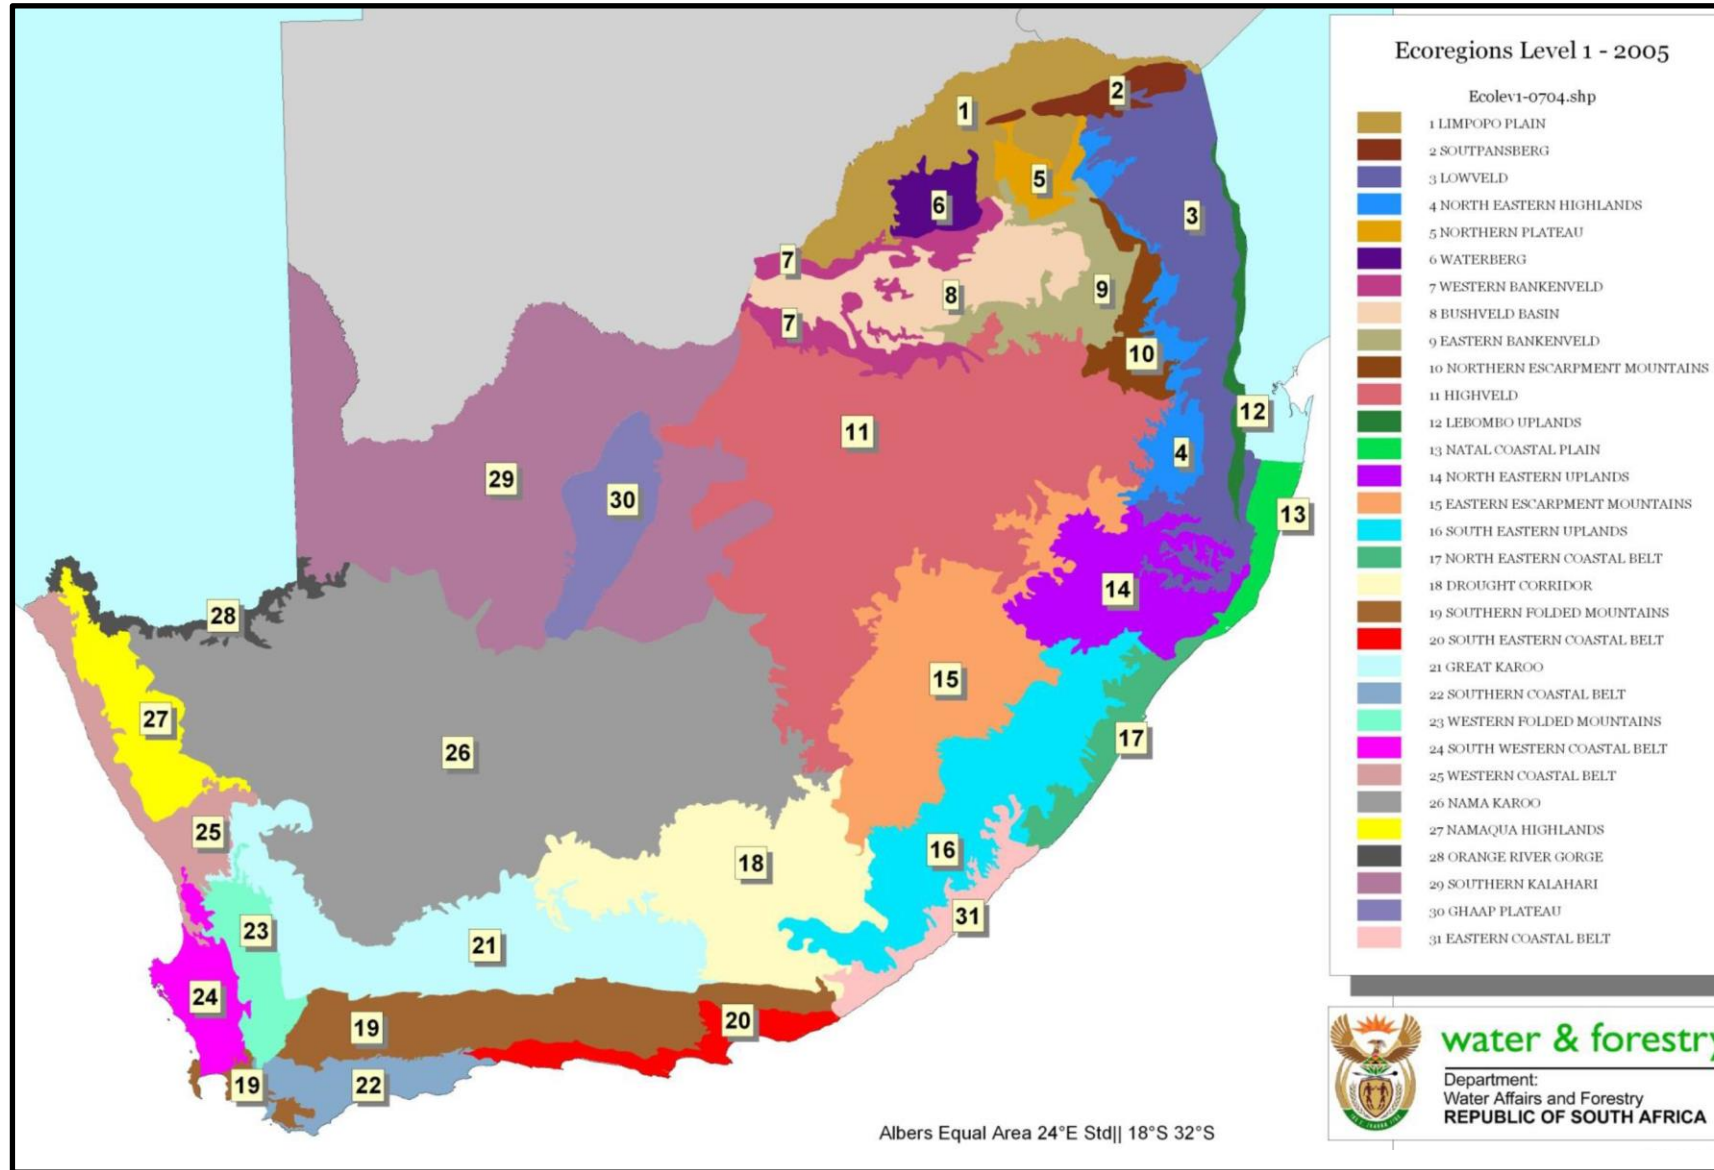 Ecoregions Level 1 - 2005
Ecolev1-0704.shp
1 LIMPOPO PLAIN
2 SOUTPANSBERG
3 LOWVELD
4 NORTH EASTERN HIGHLANDS
5 NORTHERN PLATEAU
6 WATERBERG
7 WESTERN BANKENVELD
8 BUSHVELD BASIN
9 EASTERN BANKENVELD
10 NORTHERN ESCARPMENT MOUNTAINS
11 HIGHVELD
12 LEBOMBO UPLANDS
13 NATAL COASTAL PLAIN
14 NORTH EASTERN UPLANDS
15 EASTERN ESCARPMENT MOUNTAINS
16 SOUTH EASTERN UPLANDS
17 NORTH EASTERN COASTAL BELT
18 DROUGHT CORRIDOR
19 SOUTHERN FOLDED MOUNTAINS
20 SOUTH EASTERN COASTAL BELT
21 GREAT KAROO
22 SOUTHERN COASTAL BELT
23 WESTERN FOLDED MOUNTAINS
24 SOUTH WESTERN COASTAL BELT
25 WESTERN COASTAL BELT
26 NAMA KAROO
27 NAMAQUA HIGHLANDS
28 ORANGE RIVER GORGE
29 SOUTHERN KALAHARI
30 GHAAP PLATEAU
31 EASTERN COASTAL BELT
2
1
5
6
3
7
8
9
7
10
12
11
4
29
30
13
14
28
15
27
17
26
25
16
18
31
23
21
24
20
19
19
22
water & forestry
Department:
Water Affairs and Forestry
REPUBLIC OF SOUTH AFRICA
Albers Equal Area 24°E Std|| 18°S 32°S